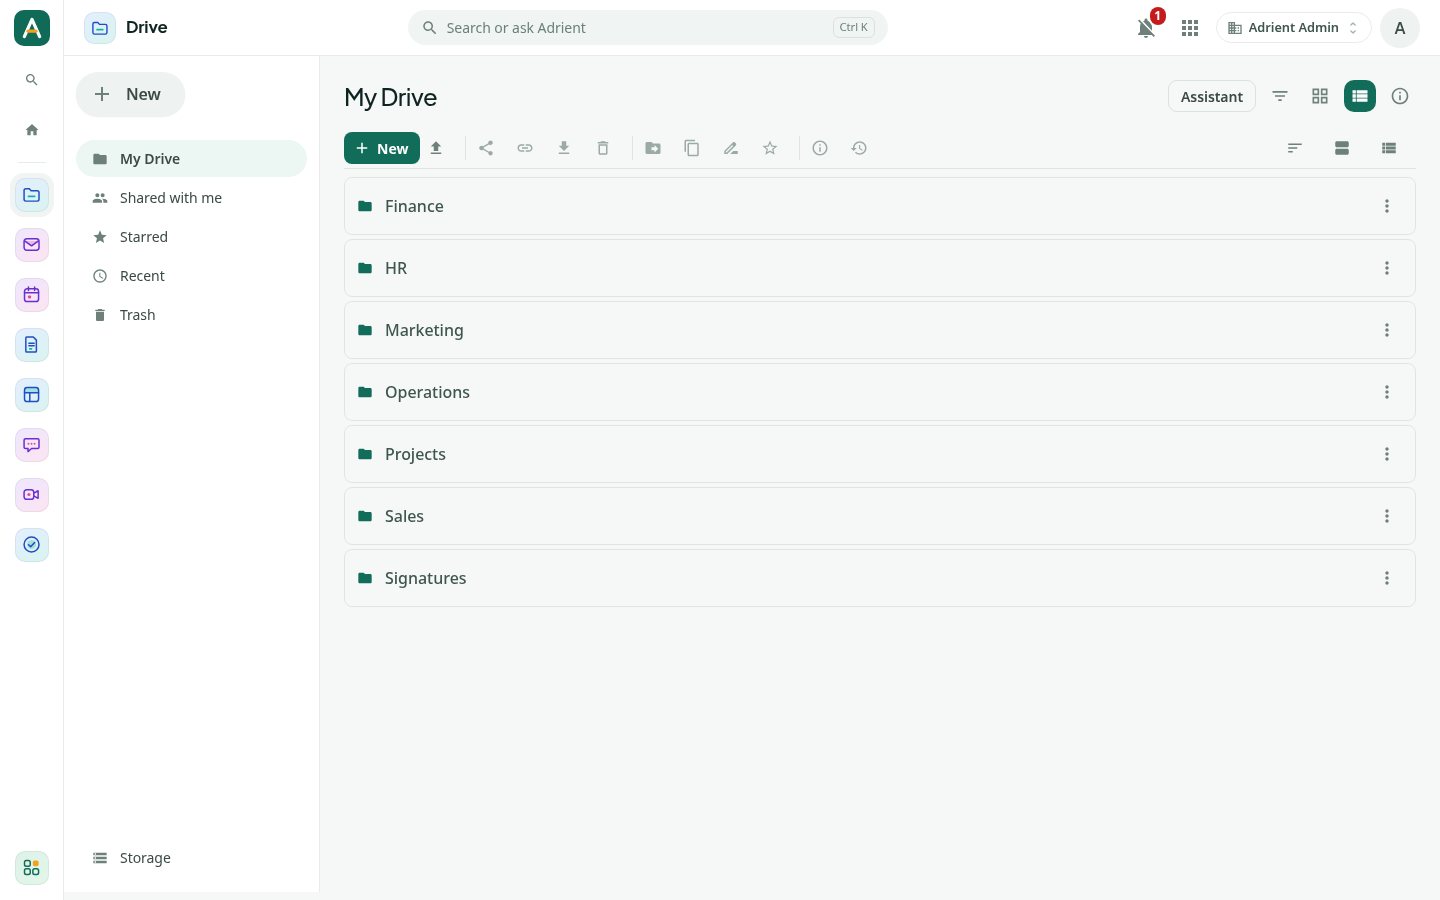 Drive
Search or ask Adrient
Ctrl K
1
Adrient Admin
A
New
My Drive
Shared with me
Starred
Recent
Trash
Storage
My Drive
Assistant
New
Finance
HR
Marketing
Operations
Projects
Sales
Signatures